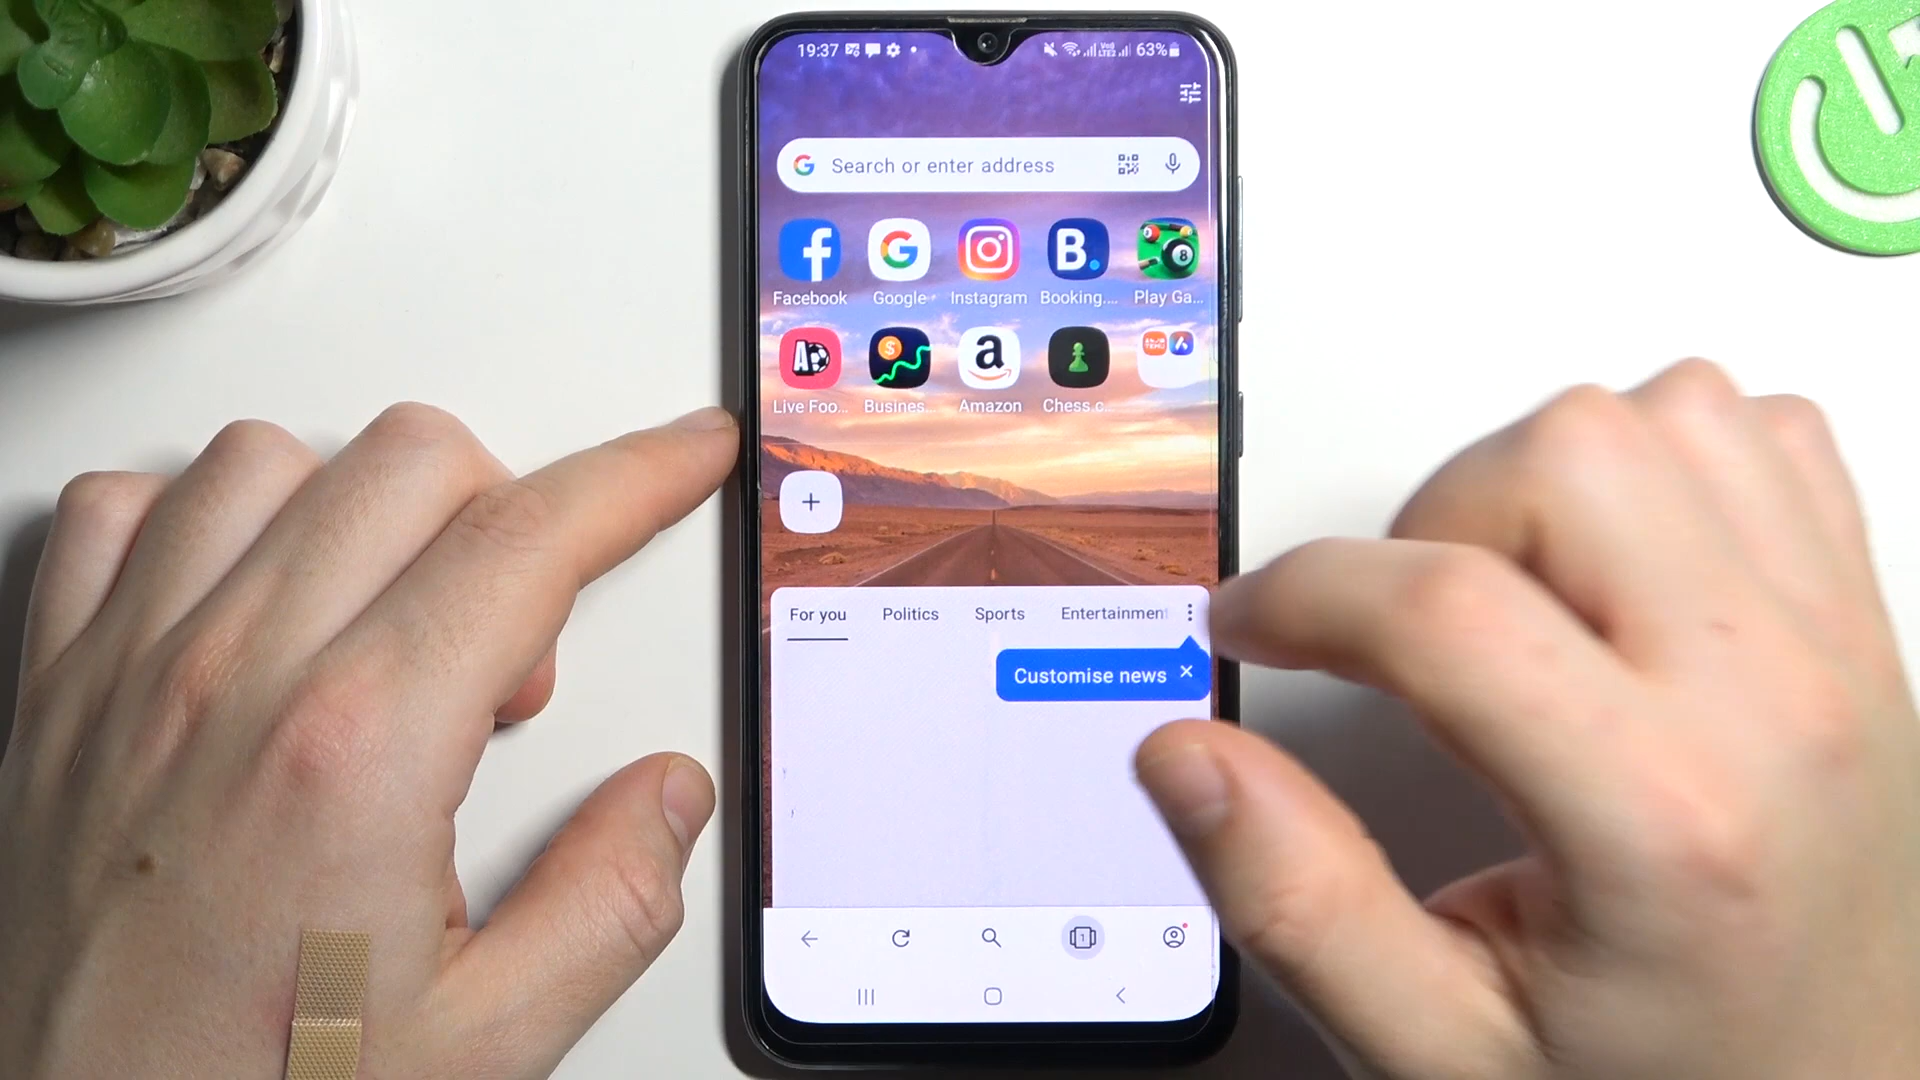 19:37 63%
Search or enter address
Facebook Google Instagram Booking.... Play Ga...
Live Foo... Busines... Amazon Chess.c...
For you Politics Sports Entertainment
Customise news